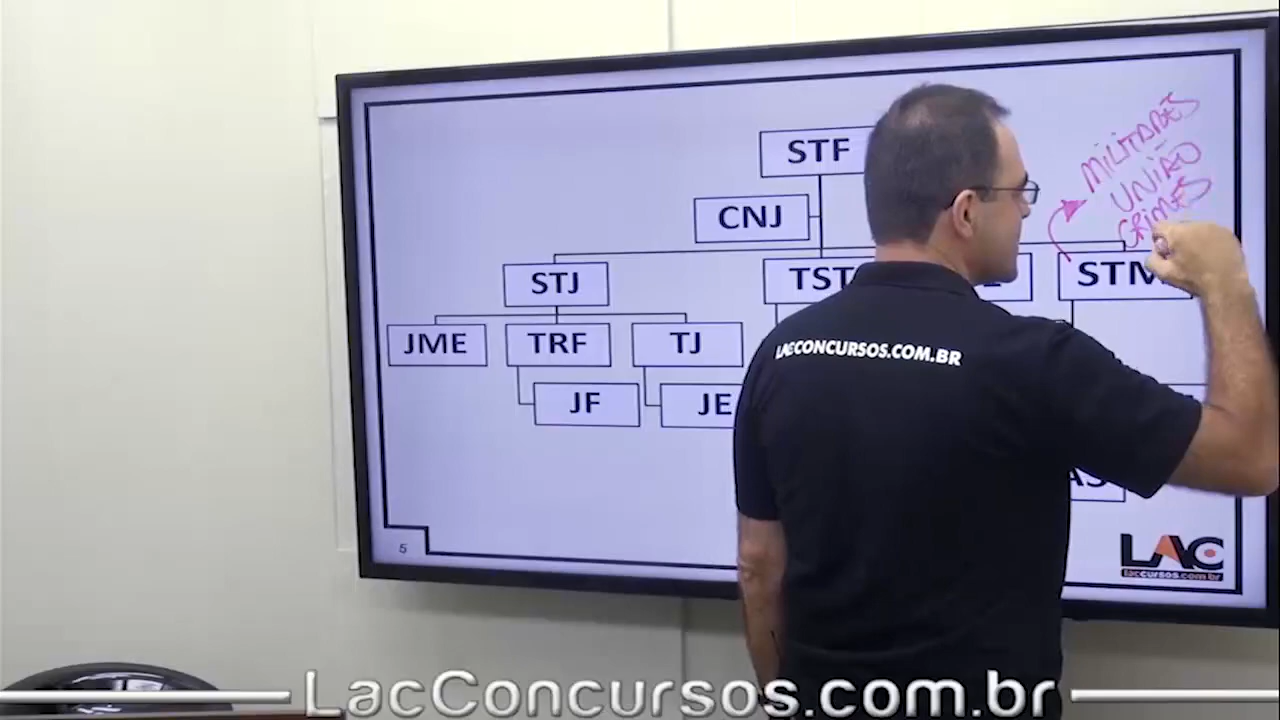 STF
MILITARES
UNIÃO
CRIMES
CNJ
STJ
TST
STM
JME
TRF
TJ
JF
JE
5
LACCONCURSOS.COM.BR
LAC
laccursos.com.br
LacConcursos.com.br